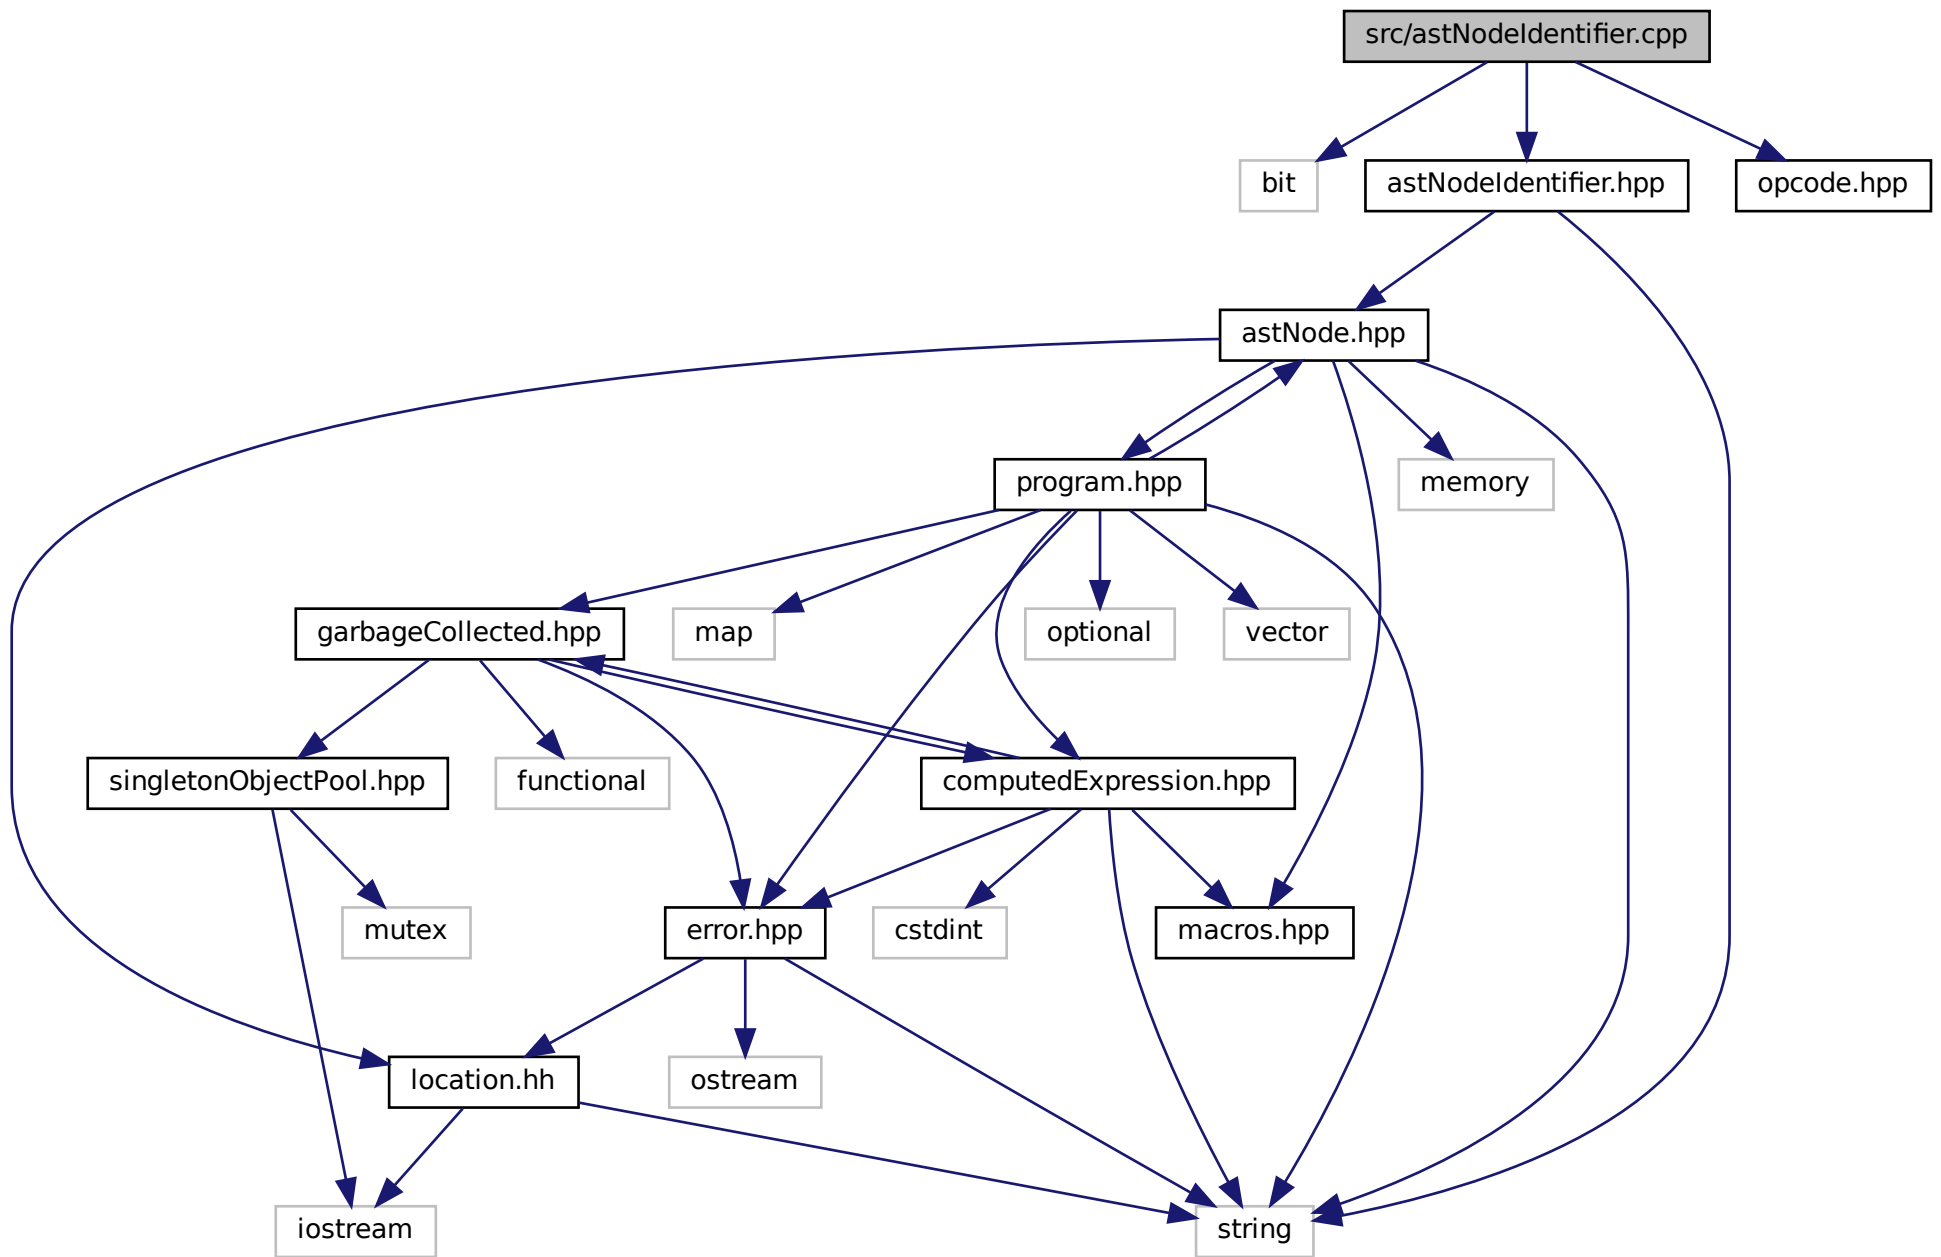 src/astNodeIdentifier.cpp
bit
astNodeIdentifier.hpp
opcode.hpp
astNode.hpp
program.hpp
memory
garbageCollected.hpp
map
optional
vector
singletonObjectPool.hpp
functional
computedExpression.hpp
mutex
error.hpp
cstdint
macros.hpp
location.hh
ostream
iostream
string